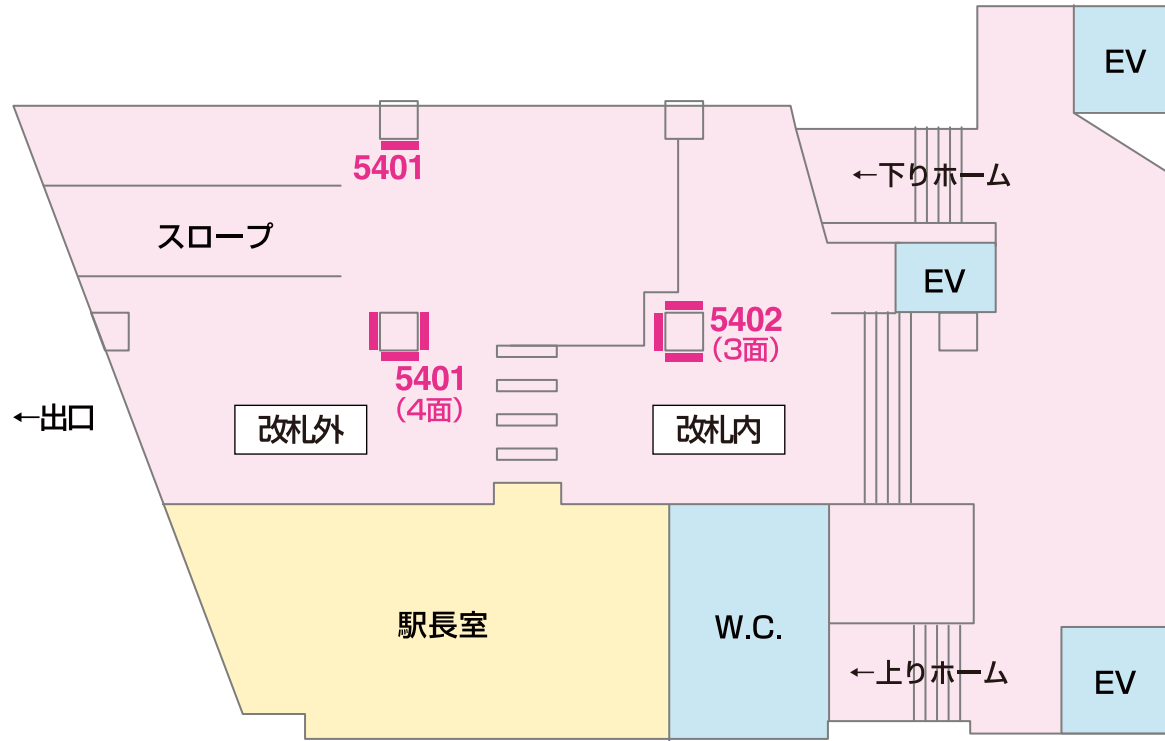 EV
5401
←下りホーム
スロープ
EV
5402
(3面)
5401
(4面)
←出口
改札外
改札内
駅長室
W.C.
←上りホーム
EV